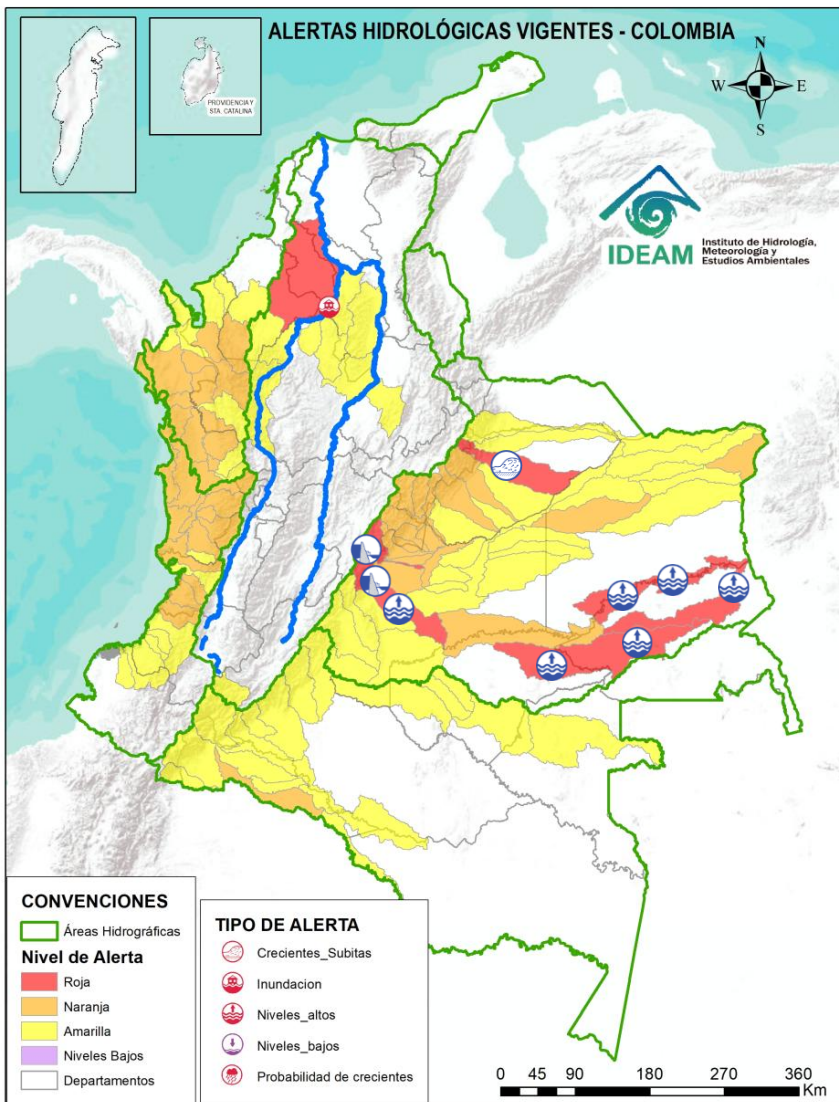 ALERTAS HIDROLÓGICAS VIGENTES - COLOMBIA
PROVIDENCIA Y
STA. CATALINA
N
W
E
S
IDEAM
Instituto de Hidrología,
Meteorología y
Estudios Ambientales
CONVENCIONES
Áreas Hidrográficas
Nivel de Alerta
Roja
Naranja
Amarilla
Niveles Bajos
Departamentos
TIPO DE ALERTA
Crecientes_Subitas
Inundacion
Niveles_altos
Niveles_bajos
Probabilidad de crecientes
0 45 90 180 270 360
Km